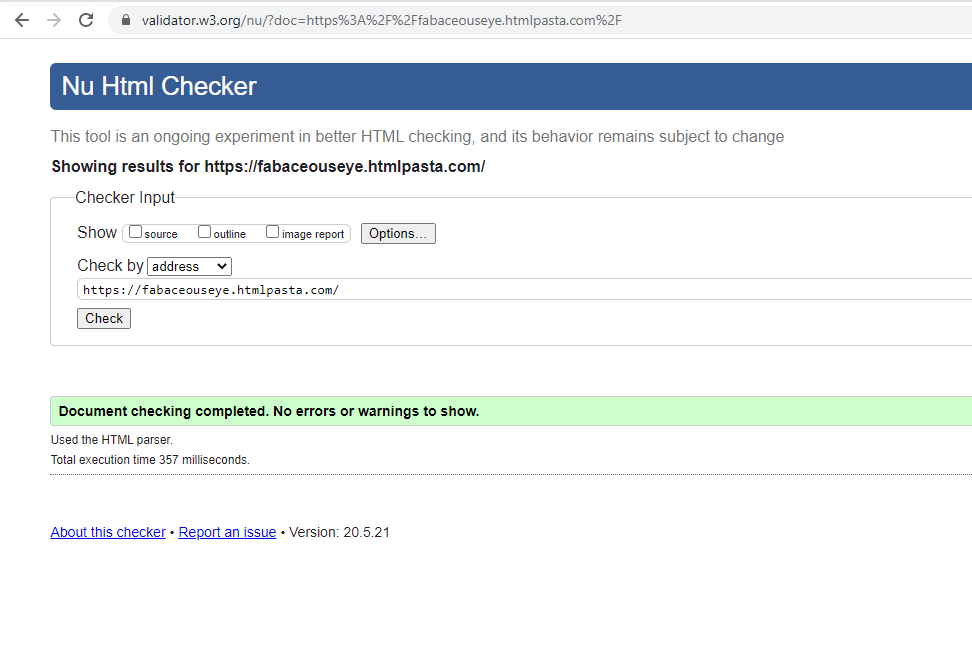 validator.w3.org/nu/?doc=https%3A%2F%2Ffabaceouseye.htmlpasta.com%2F
Nu Html Checker
This tool is an ongoing experiment in better HTML checking, and its behavior remains subject to change
Showing results for https://fabaceouseye.htmlpasta.com/
Checker Input
Show source outline image report Options...
Check by address
https://fabaceouseye.htmlpasta.com/
Check
Document checking completed. No errors or warnings to show.
Used the HTML parser.
Total execution time 357 milliseconds.
About this checker • Report an issue • Version: 20.5.21